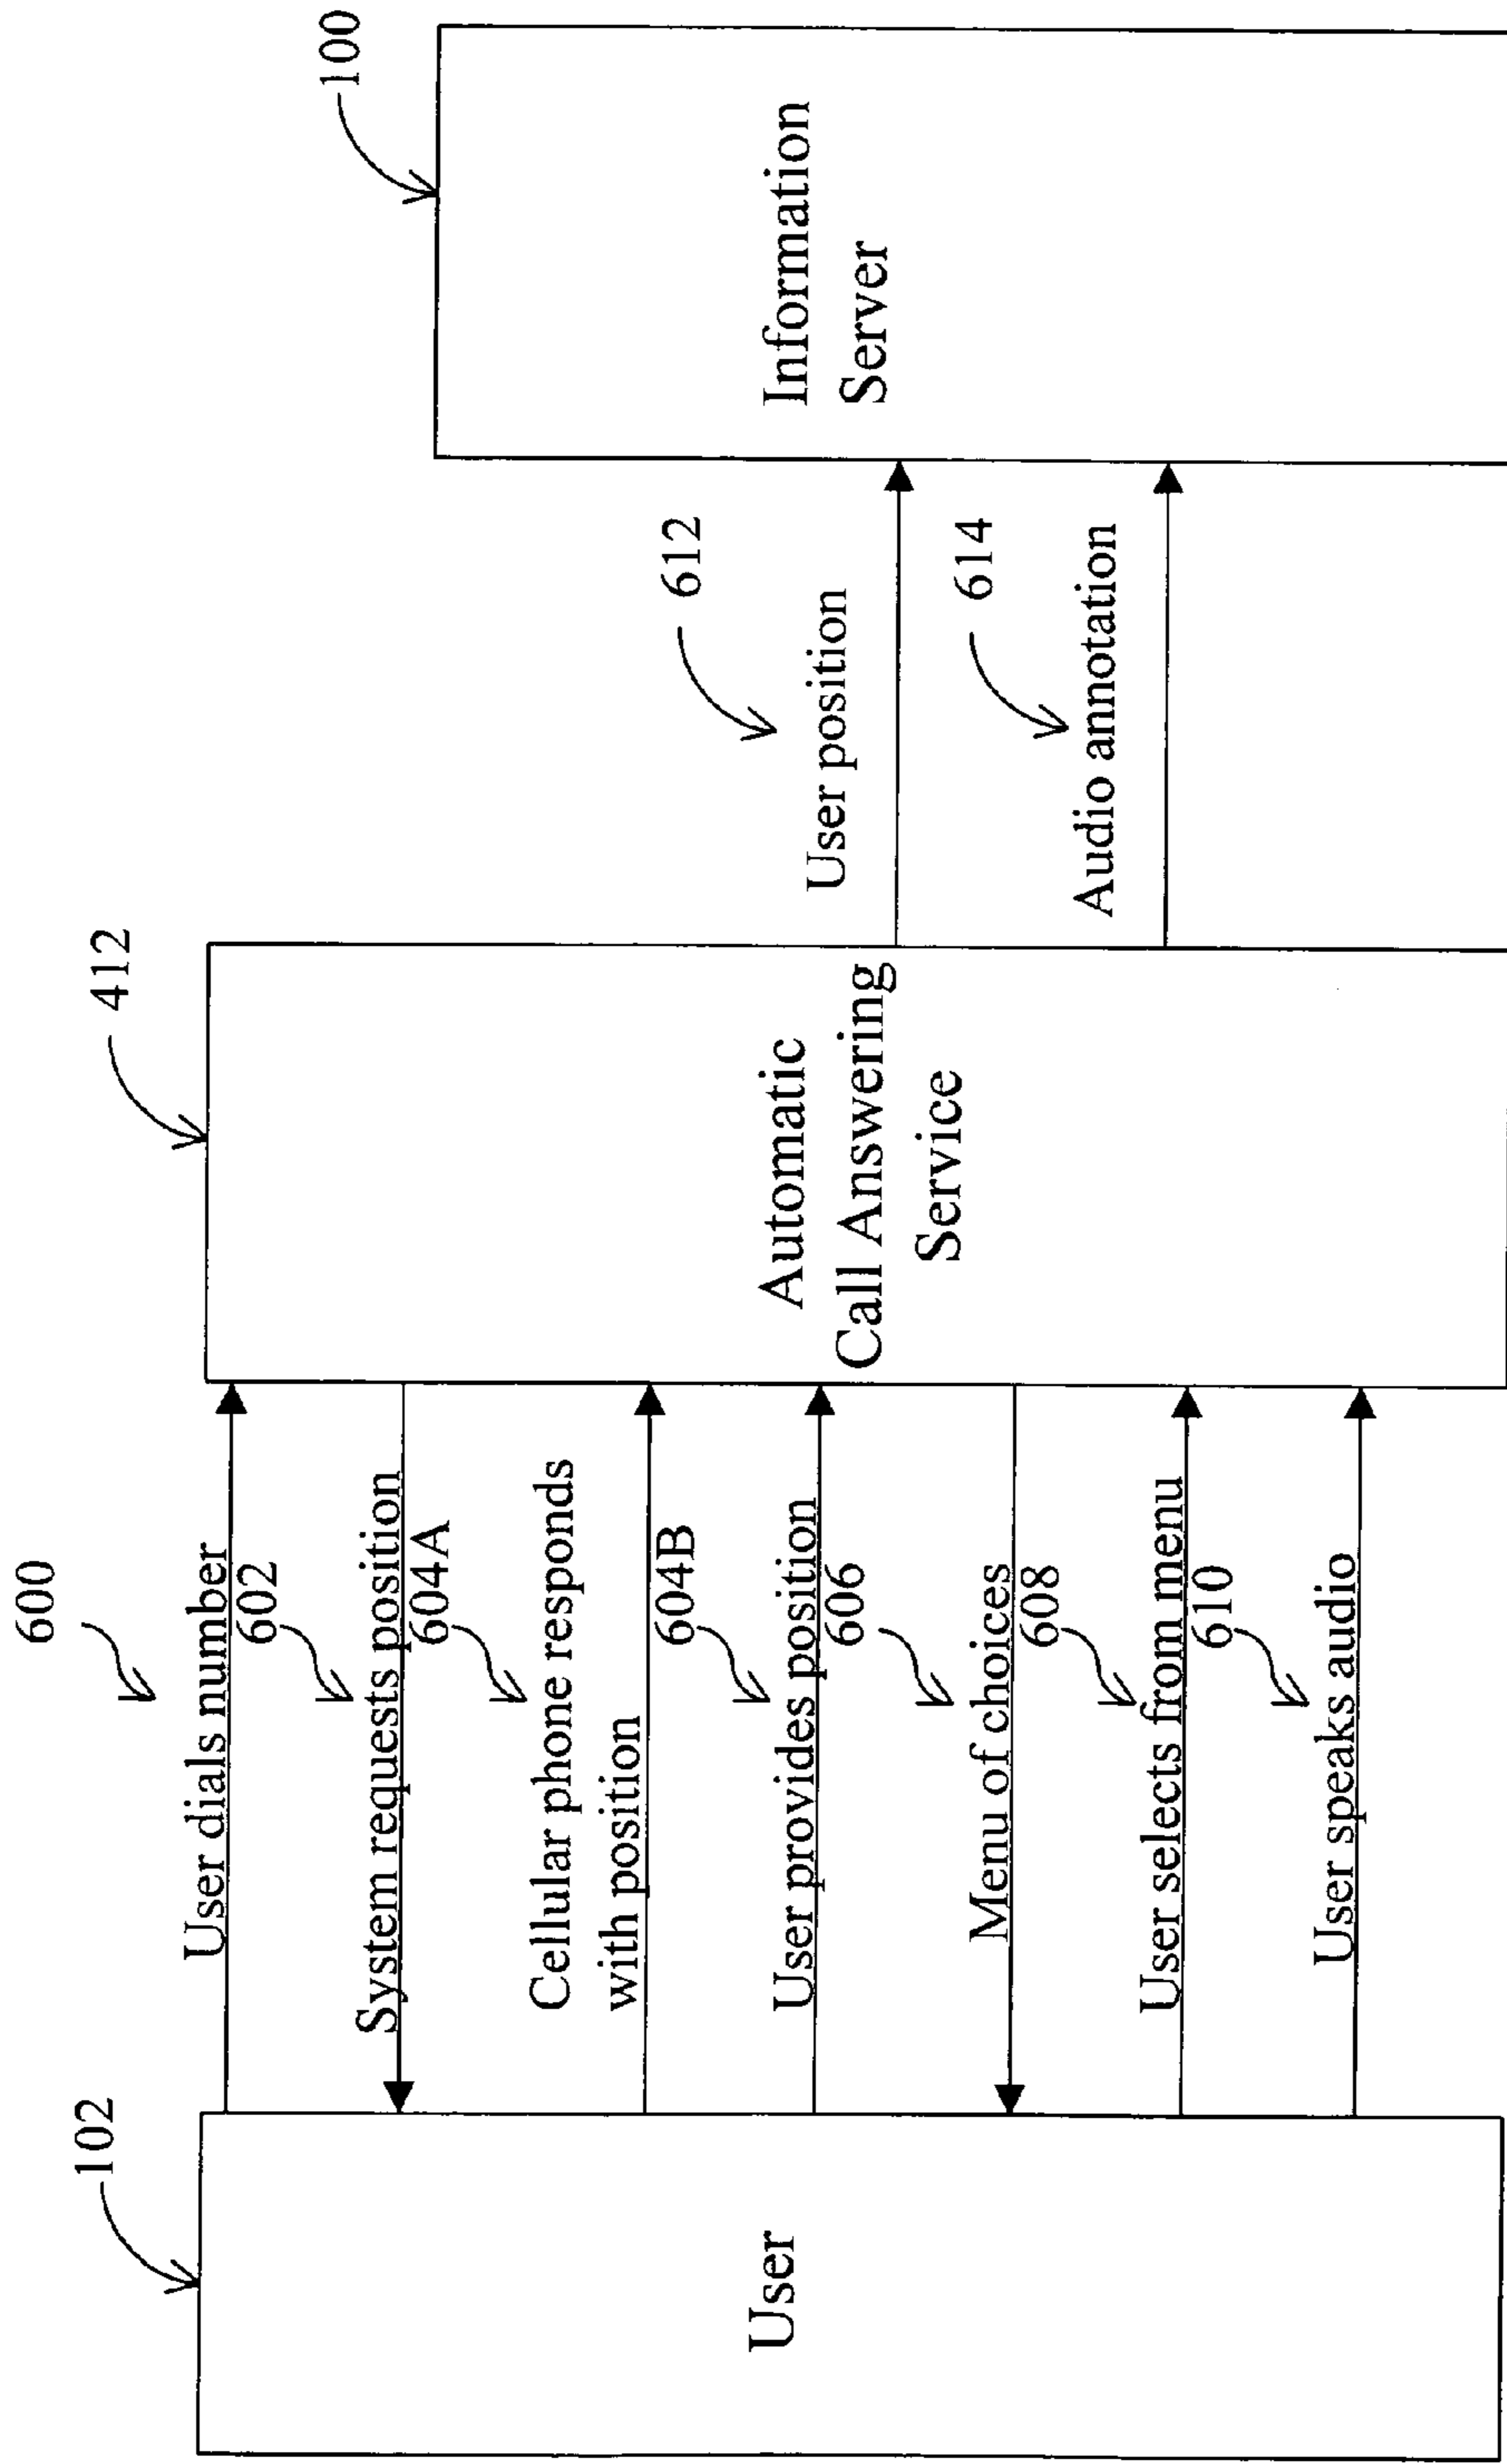 600
User dials number
602
System requests position
604A
Cellular phone responds
with position
604B
User provides position
606
Menu of choices
608
User selects from menu
610
User speaks audio
102
User
412
Automatic
Call Answering
Service
612
User position
614
Audio annotation
100
Information
Server